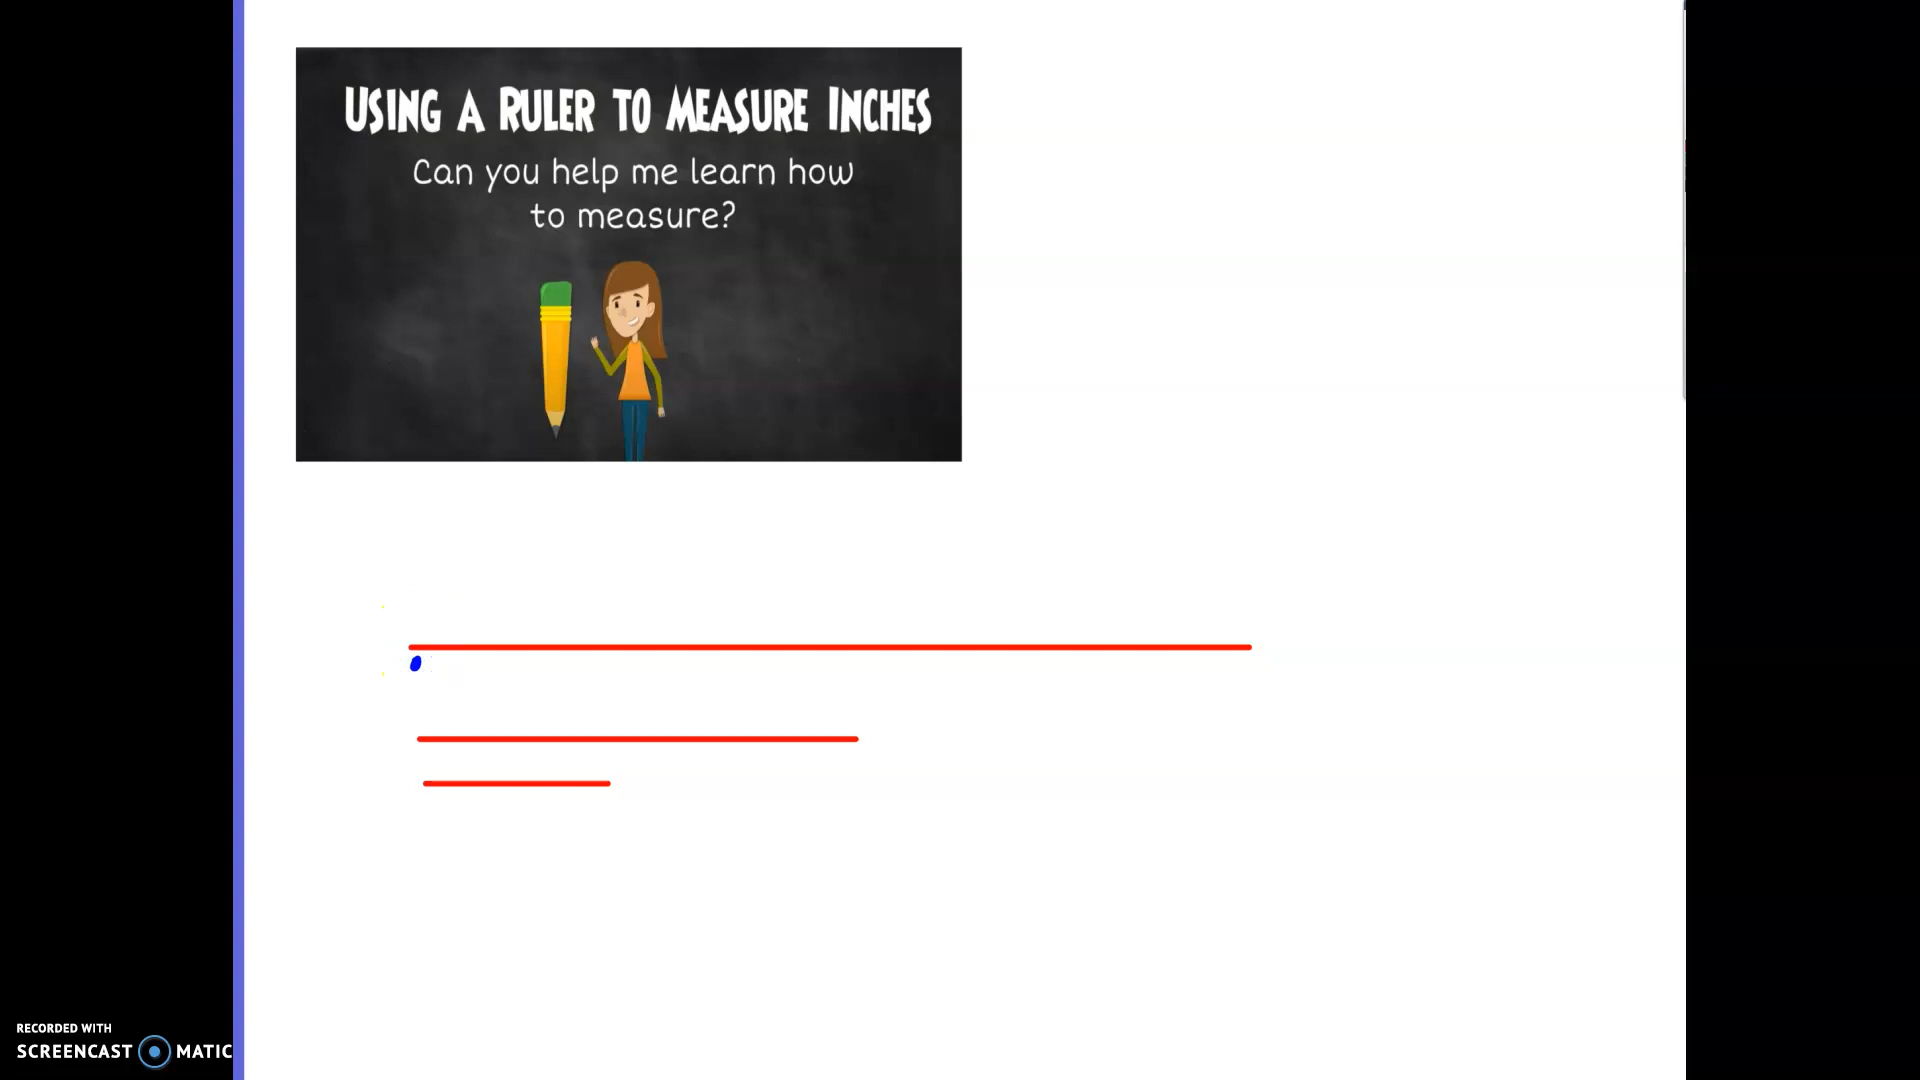 USING A RULER TO MEASURE INCHES
Can you help me learn how
to measure?
RECORDED WITH
SCREENCAST MATIC